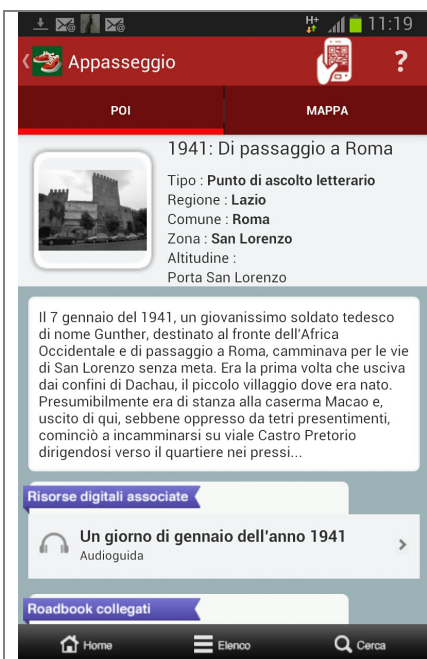 H+ 11:19
Appasseggio ?
POI MAPPA
1941: Di passaggio a Roma
Tipo : Punto di ascolto letterario
Regione : Lazio
Comune : Roma
Zona : San Lorenzo
Altitudine :
Porta San Lorenzo
Il 7 gennaio del 1941, un giovanissimo soldato tedesco
di nome Gunther, destinato al fronte dell'Africa
Occidentale e di passaggio a Roma, camminava per le vie
di San Lorenzo senza meta. Era la prima volta che usciva
dai confini di Dachau, il piccolo villaggio dove era nato.
Presumibilmente era di stanza alla caserma Macao e,
uscito di qui, sebbene oppresso da tetri presentimenti,
cominciò a incamminarsi su viale Castro Pretorio
dirigendosi verso il quartiere nei pressi...
Risorse digitali associate
Un giorno di gennaio dell'anno 1941
Audioguida
Roadbook collegati
Home Elenco Cerca